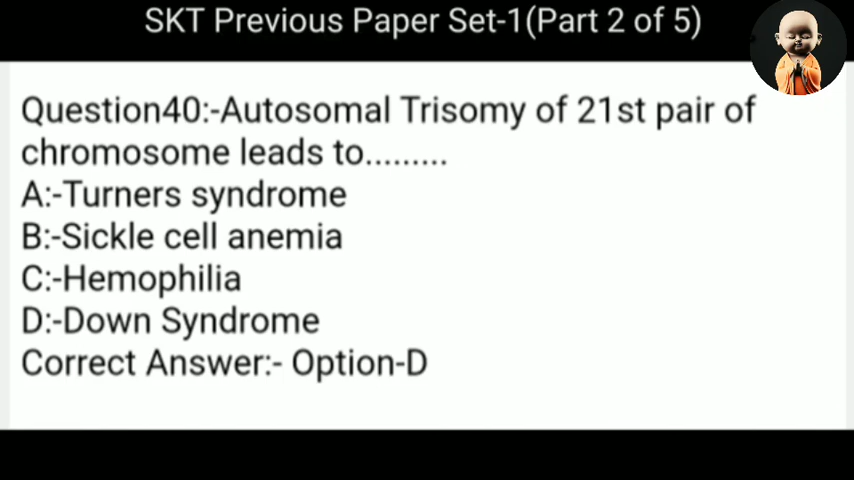 SKT Previous Paper Set-1(Part 2 of 5)
Question40:-Autosomal Trisomy of 21st pair of
chromosome leads to.........
A:-Turners syndrome
B:-Sickle cell anemia
C:-Hemophilia
D:-Down Syndrome
Correct Answer:- Option-D